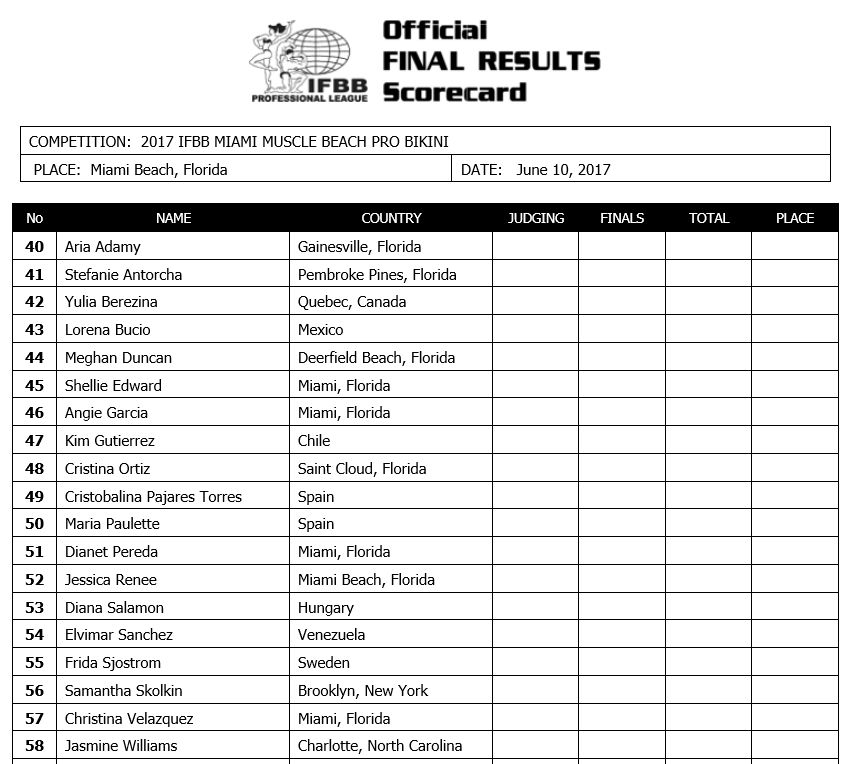 Official
FINAL RESULTS
Scorecard
IFBB
PROFESSIONAL LEAGUE
COMPETITION: 2017 IFBB MIAMI MUSCLE BEACH PRO BIKINI
PLACE: Miami Beach, Florida DATE: June 10, 2017
No NAME COUNTRY JUDGING FINALS TOTAL PLACE
40 Aria Adamy Gainesville, Florida
41 Stefanie Antorcha Pembroke Pines, Florida
42 Yulia Berezina Quebec, Canada
43 Lorena Bucio Mexico
44 Meghan Duncan Deerfield Beach, Florida
45 Shellie Edward Miami, Florida
46 Angie Garcia Miami, Florida
47 Kim Gutierrez Chile
48 Cristina Ortiz Saint Cloud, Florida
49 Cristobalina Pajares Torres Spain
50 Maria Paulette Spain
51 Dianet Pereda Miami, Florida
52 Jessica Renee Miami Beach, Florida
53 Diana Salamon Hungary
54 Elvimar Sanchez Venezuela
55 Frida Sjostrom Sweden
56 Samantha Skolkin Brooklyn, New York
57 Christina Velazquez Miami, Florida
58 Jasmine Williams Charlotte, North Carolina